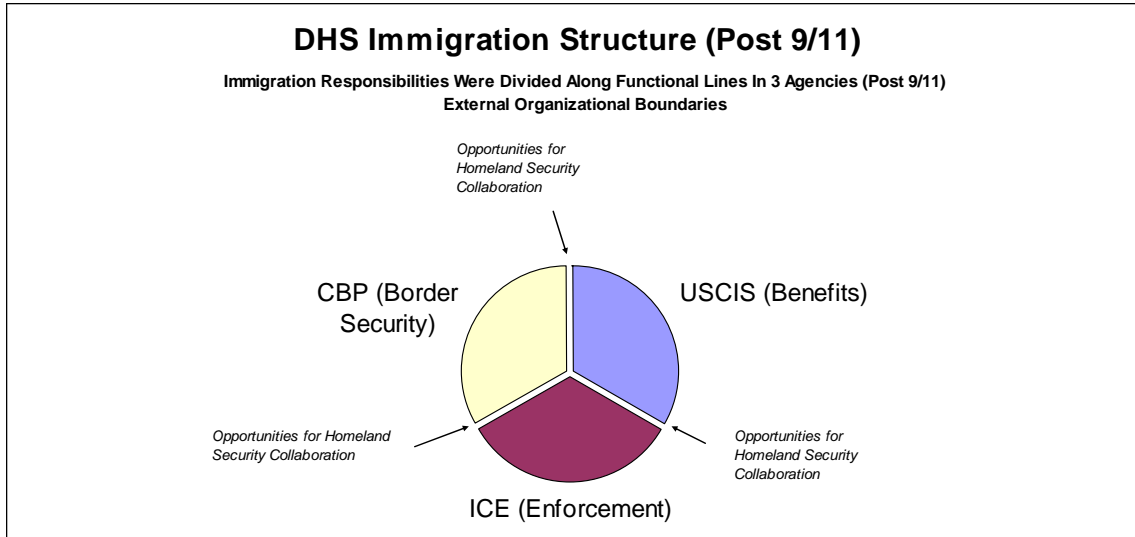 DHS Immigration Structure (Post 9/11)
Immigration Responsibilities Were Divided Along Functional Lines In 3 Agencies (Post 9/11)
External Organizational Boundaries
Opportunities for
Homeland Security
Collaboration
CBP (Border
Security)
USCIS (Benefits)
Opportunities for Homeland
Security Collaboration
Opportunities for
Homeland Security
Collaboration
ICE (Enforcement)